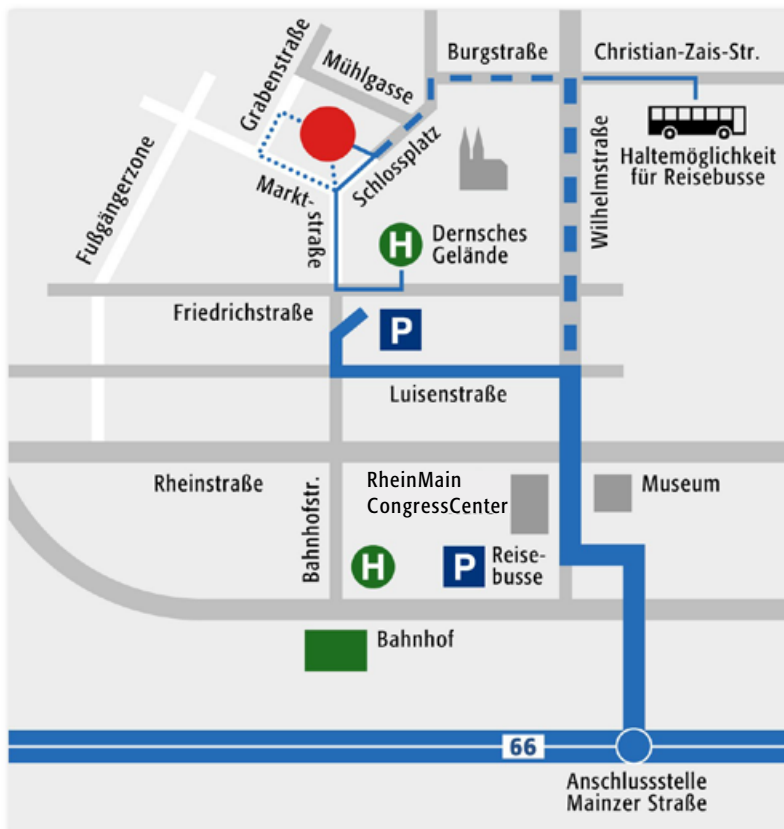 Burgstraße
Christian-Zais-Str.
Grabenstraße
Mühlgasse
Haltemöglichkeit
für Reisebusse
Fußgängerzone
Markt-
straße
Schlossplatz
Wilhelmstraße
H
Dernsches
Gelände
Friedrichstraße
P
Luisenstraße
Rheinstraße
Bahnhofstr.
RheinMain
CongressCenter
Museum
H
P
Reise-
busse
Bahnhof
66
Anschlussstelle
Mainzer Straße